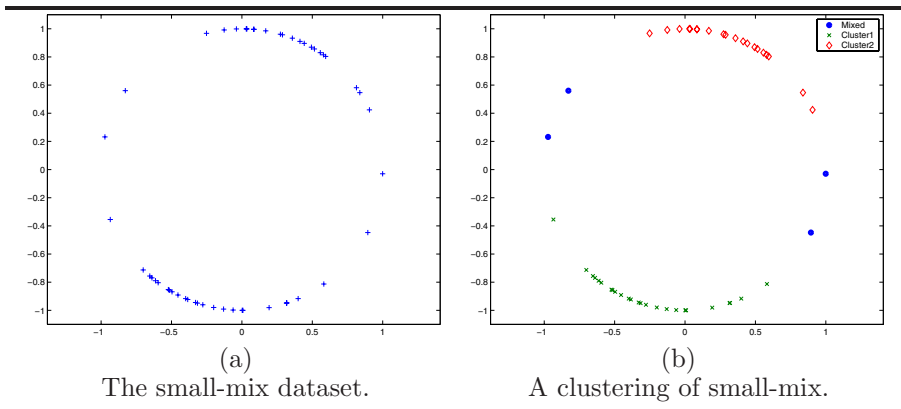 1
0.8
0.6
0.4
0.2
0
−0.2
−0.4
−0.6
−0.8
−1
−1 −0.5 0 0.5 1
(a)
The small-mix dataset.
1
0.8
0.6
0.4
0.2
0
−0.2
−0.4
−0.6
−0.8
−1
−1 −0.5 0 0.5 1
Mixed
Cluster1
Cluster2
(b)
A clustering of small-mix.